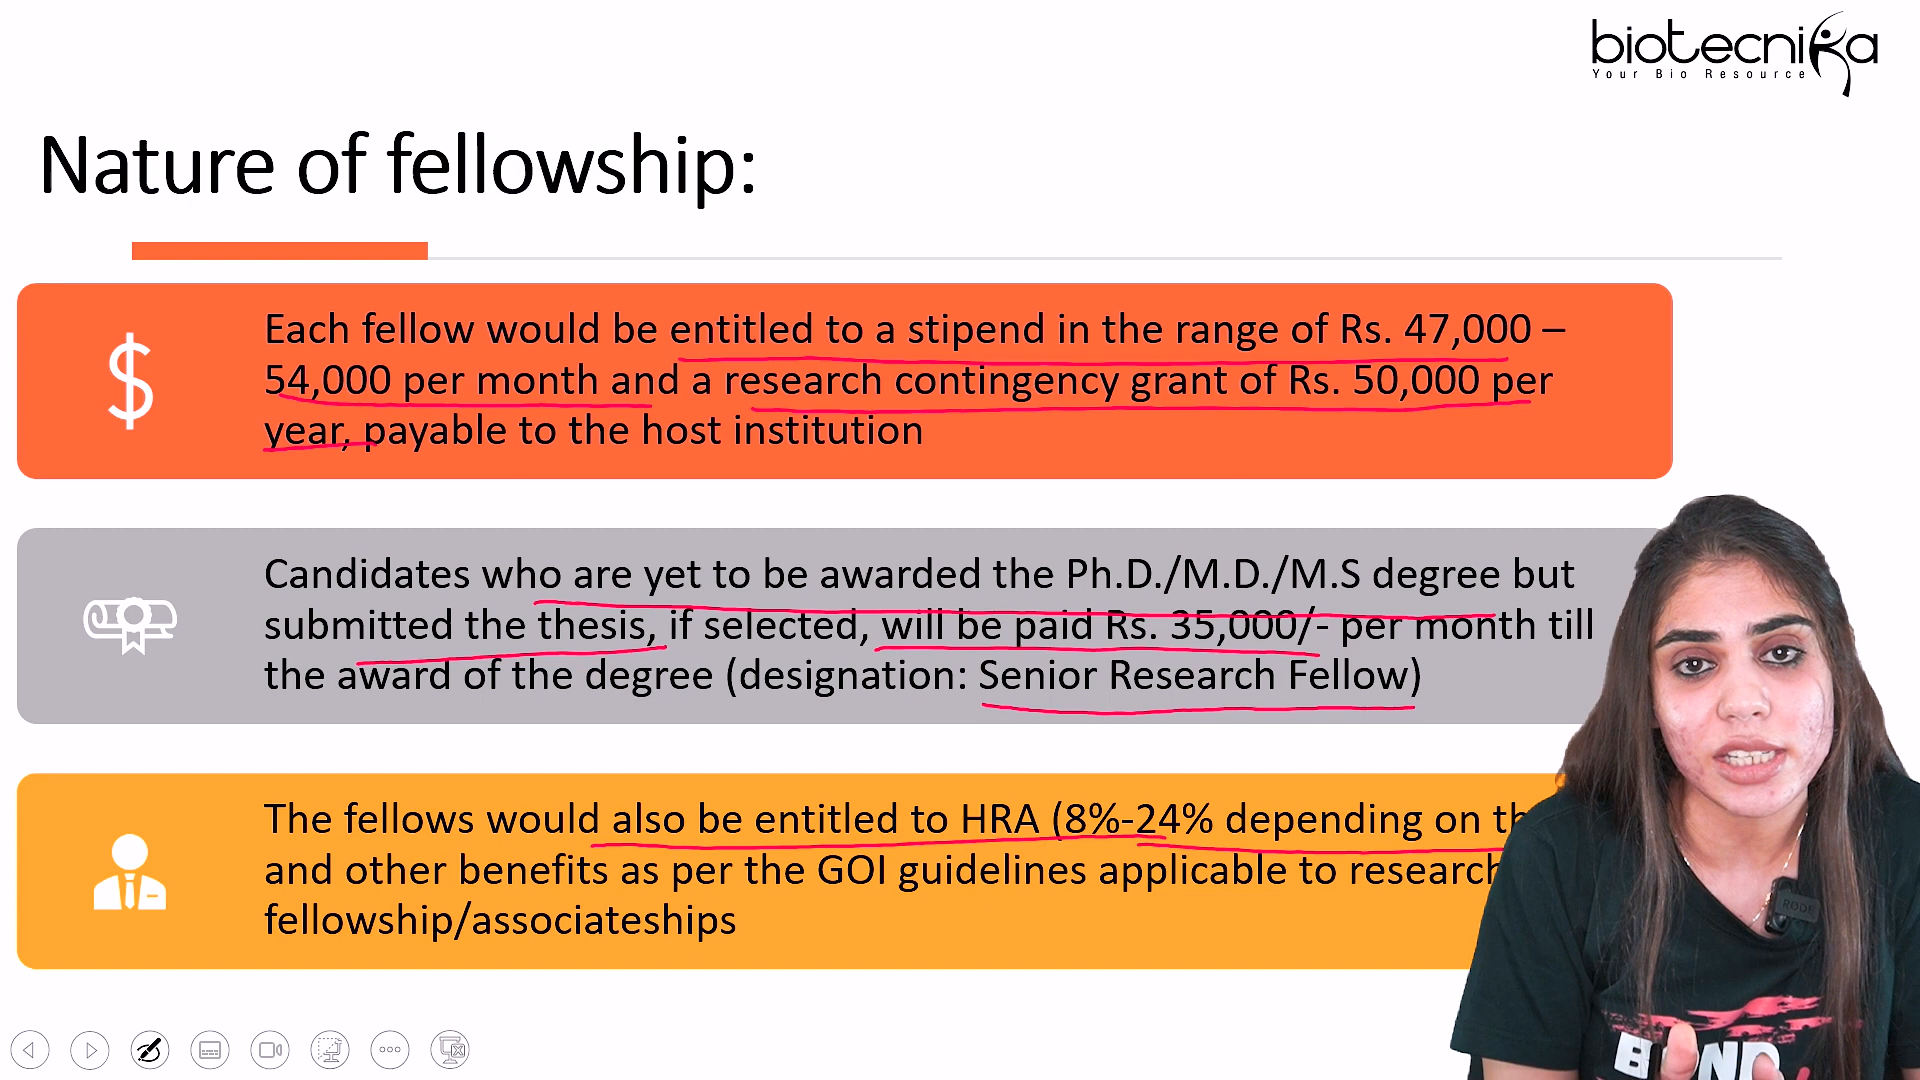 biotecnika
Your Bio Resource
Nature of fellowship:
Each fellow would be entitled to a stipend in the range of Rs. 47,000 –
54,000 per month and a research contingency grant of Rs. 50,000 per
year, payable to the host institution
Candidates who are yet to be awarded the Ph.D./M.D./M.S degree but
submitted the thesis, if selected, will be paid Rs. 35,000/- per month till
the award of the degree (designation: Senior Research Fellow)
The fellows would also be entitled to HRA (8%-24% depending on
and other benefits as per the GOI guidelines applicable to research
fellowship/associateships
RODE